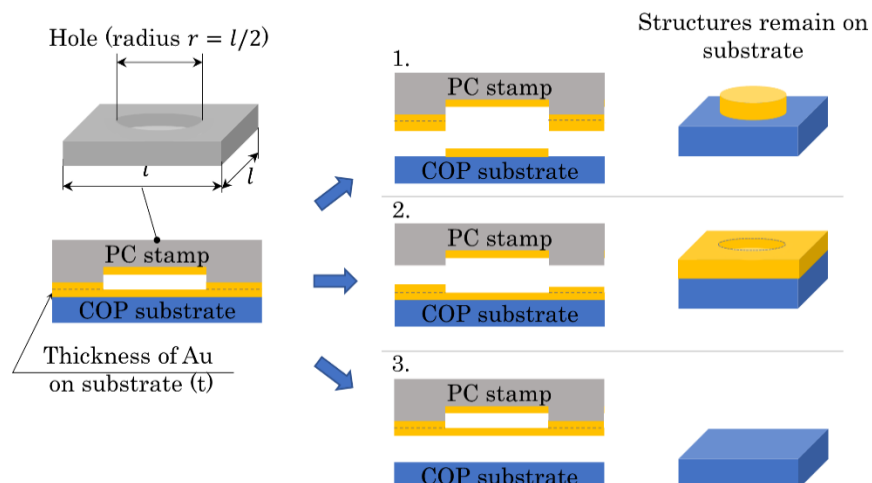 Hole (radius r = l/2)
l
l
PC stamp
COP substrate
Thickness of Au
on substrate (t)
1.
PC stamp
COP substrate
2.
PC stamp
COP substrate
3.
PC stamp
COP substrate
Structures remain on
substrate